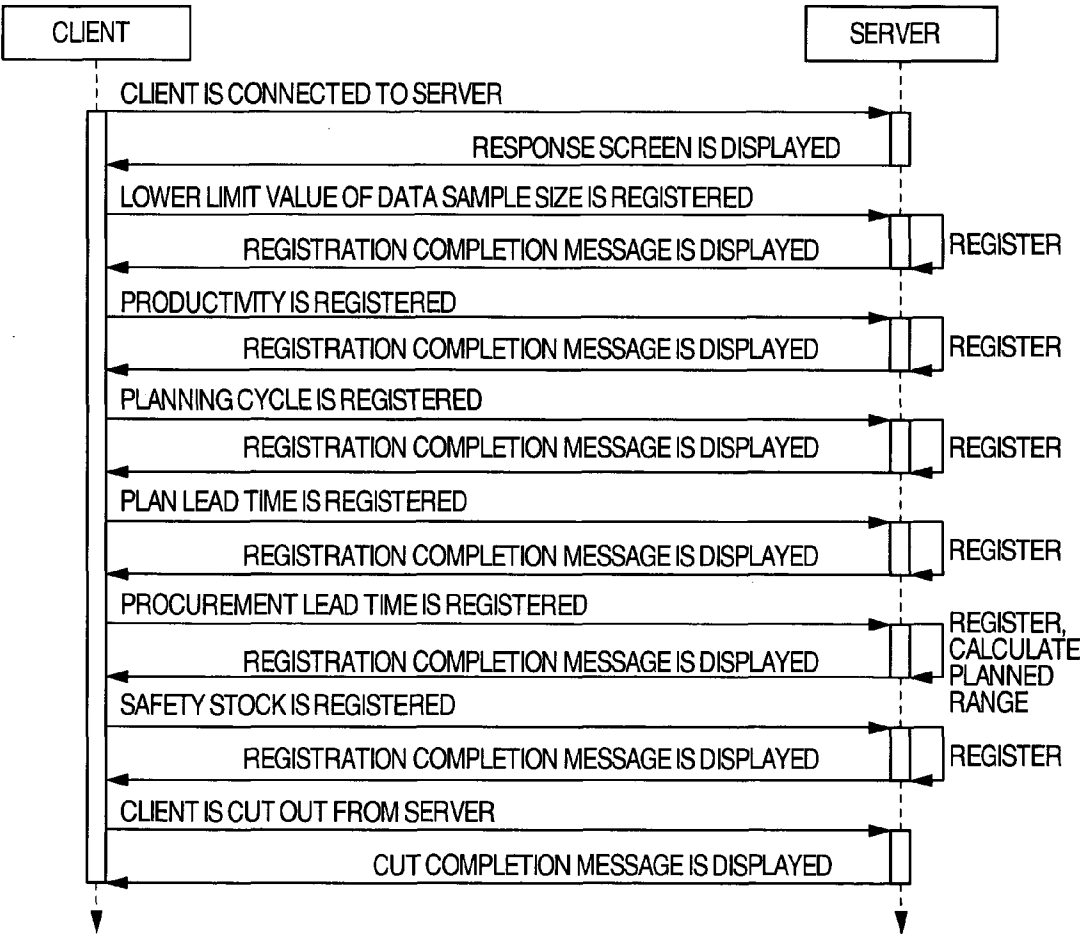 CLIENT
SERVER
CLIENT IS CONNECTED TO SERVER
RESPONSE SCREEN IS DISPLAYED
LOWER LIMIT VALUE OF DATA SAMPLE SIZE IS REGISTERED
REGISTRATION COMPLETION MESSAGE IS DISPLAYED
REGISTER
PRODUCTIVITY IS REGISTERED
REGISTRATION COMPLETION MESSAGE IS DISPLAYED
REGISTER
PLANNING CYCLE IS REGISTERED
REGISTRATION COMPLETION MESSAGE IS DISPLAYED
REGISTER
PLAN LEAD TIME IS REGISTERED
REGISTRATION COMPLETION MESSAGE IS DISPLAYED
REGISTER
PROCUREMENT LEAD TIME IS REGISTERED
REGISTRATION COMPLETION MESSAGE IS DISPLAYED
REGISTER,
CALCULATE
PLANNED
RANGE
SAFETY STOCK IS REGISTERED
REGISTRATION COMPLETION MESSAGE IS DISPLAYED
REGISTER
CLIENT IS CUT OUT FROM SERVER
CUT COMPLETION MESSAGE IS DISPLAYED